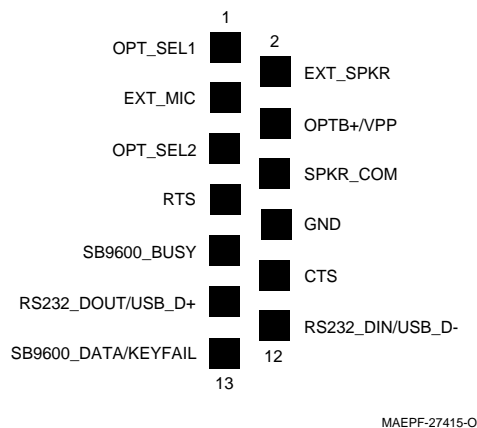 1
OPT_SEL1
2
EXT_SPKR
EXT_MIC
OPTB+/VPP
OPT_SEL2
SPKR_COM
RTS
GND
SB9600_BUSY
CTS
RS232_DOUT/USB_D+
RS232_DIN/USB_D-
SB9600_DATA/KEYFAIL
12
13
MAEPF-27415-O